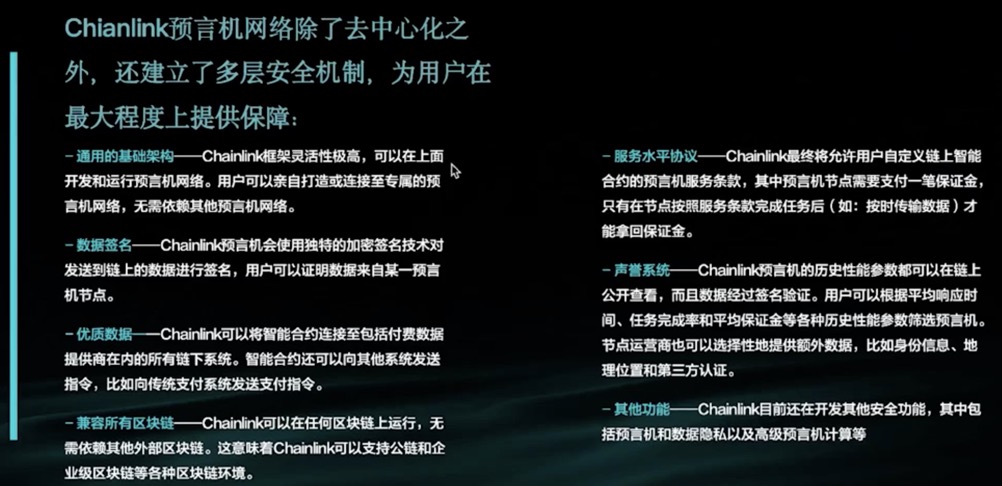 Chianlink预言机网络除了去中心化之
外，还建立了多层安全机制，为用户在
最大程度上提供保障：
– 通用的基础架构——Chainlink框架灵活性极高，可以在上面
开发和运行预言机网络。用户可以亲自打造或连接至专属的预
言机网络，无需依赖其他预言机网络。
– 数据签名——Chainlink预言机会使用独特的加密签名技术对
发送到链上的数据进行签名，用户可以证明数据来自某一预言
机节点。
– 优质数据——Chainlink可以将智能合约连接至包括付费数据
提供商在内的所有链下系统。智能合约还可以向其他系统发送
指令，比如向传统支付系统发送支付指令。
– 兼容所有区块链——Chainlink可以在任何区块链上运行，无
需依赖其他外部区块链。这意味着Chainlink可以支持公链和企
业级区块链等各种区块链环境。
– 服务水平协议——Chainlink最终将允许用户自定义链上智能
合约的预言机服务条款，其中预言机节点需要支付一笔保证金，
只有在节点按照服务条款完成任务后（如：按时传输数据）才
能拿回保证金。
– 声誉系统——Chainlink预言机的历史性能参数都可以在链上
公开查看，而且数据经过签名验证。用户可以根据平均响应时
间、任务完成率和平均保证金等各种历史性能参数筛选预言机。
节点运营商也可以选择性地提供额外数据，比如身份信息、地
理位置和第三方认证。
– 其他功能——Chainlink目前还在开发其他安全功能，其中包
括预言机和数据隐私以及高级预言机计算等